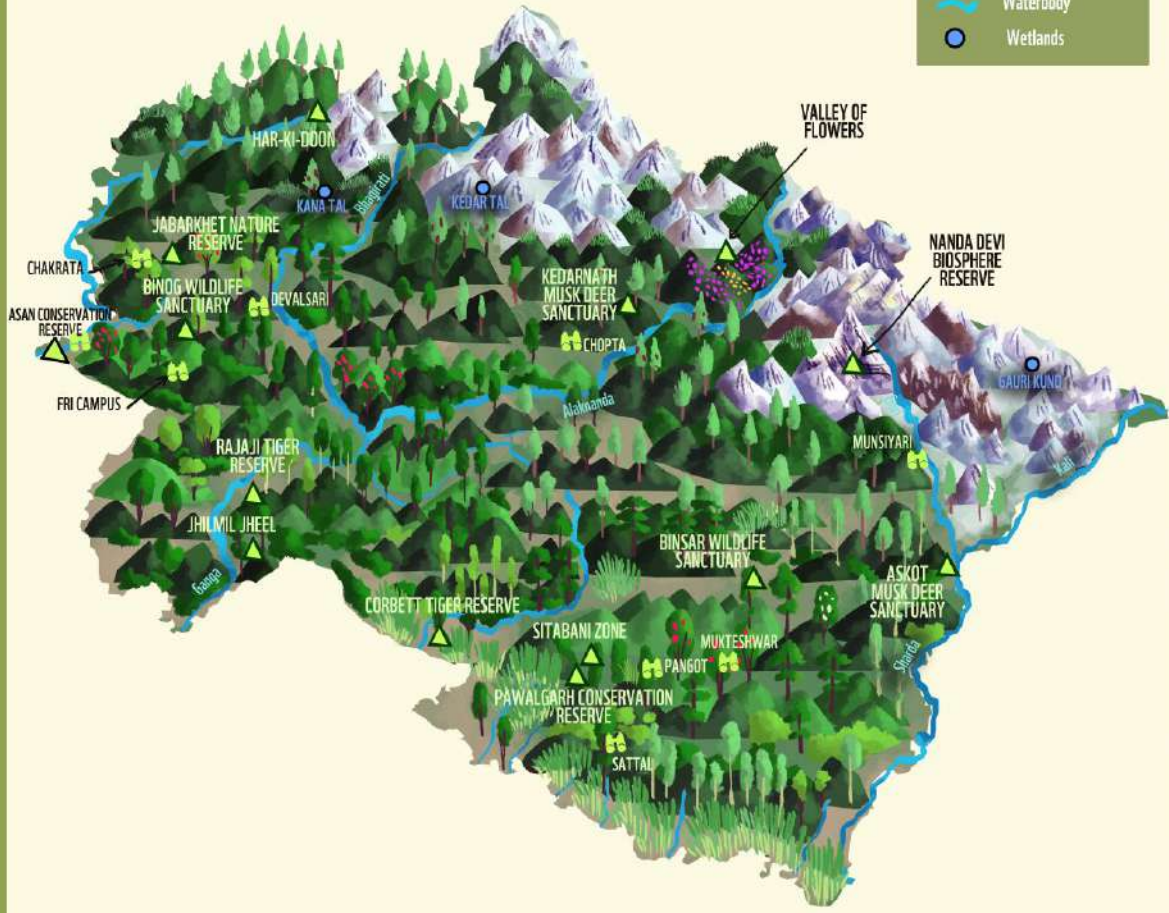 Waterbody
Wetlands
VALLEY OF
FLOWERS
HAR-KI-DOON
KANA TAL
Bhagirati
KEDAR TAL
JABARKHET NATURE
RESERVE
CHAKRATA
NANDA DEVI
BIOSPHERE
RESERVE
BINOG WILDLIFE
SANCTUARY
DEVALSARI
KEDARNATH
MUSK DEER
SANCTUARY
ASAN CONSERVATION
RESERVE
CHOPTA
GAURI KUND
FRI CAMPUS
Alaknanda
MUNSIYARI
Kali
RAJAJI TIGER
RESERVE
JHILMIL JHEEL
Ganga
BINSAR WILDLIFE
SANCTUARY
ASKOT
MUSK DEER
SANCTUARY
CORBETT TIGER RESERVE
SITABANI ZONE
MUKTESHWAR
PANGOT
Sharda
PAWALGARH CONSERVATION
RESERVE
SATTAL